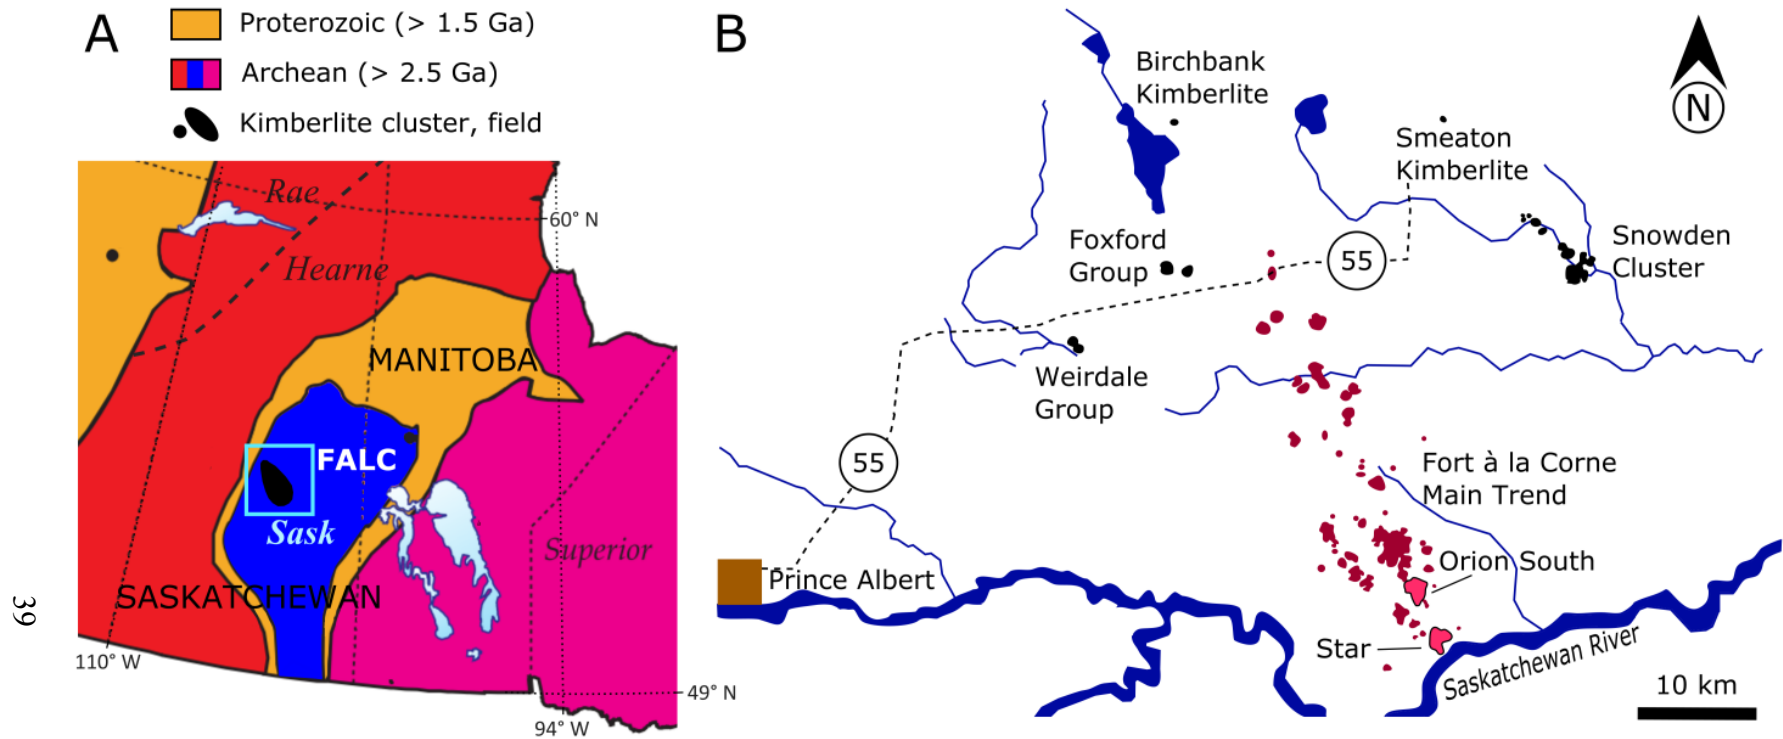 A
Proterozoic (> 1.5 Ga)
Archean (> 2.5 Ga)
Kimberlite cluster, field
Rae
60° N
Hearne
MANITOBA
FALC
Sask
Superior
SASKATCHEWAN
110° W
49° N
94° W
39
B
Birchbank
Kimberlite
N
Smeaton
Kimberlite
Foxford
Group
55
Snowden
Cluster
Weirdale
Group
55
Fort à la Corne
Main Trend
Orion South
Prince Albert
Star
Saskatchewan River
10 km